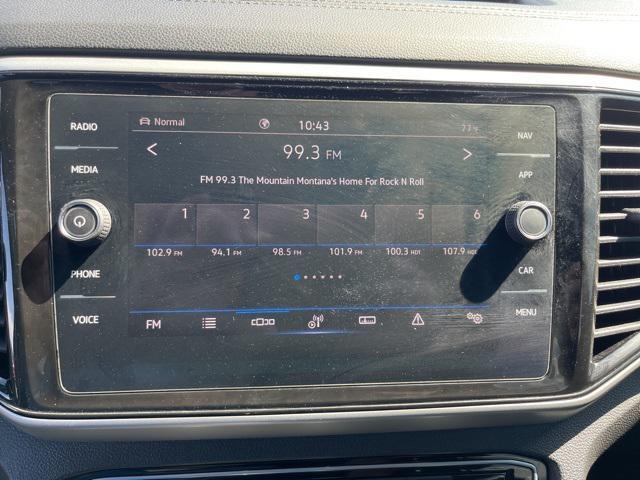 RADIO
MEDIA
PHONE
VOICE
Normal 10:43 77°F
< 99.3 FM >
FM 99.3 The Mountain Montana's Home For Rock N Roll
1 2 3 4 5 6
102.9 FM 94.1 FM 98.5 FM 101.9 FM 100.3 HD1 107.9 HD1
FM
NAV
APP
CAR
MENU